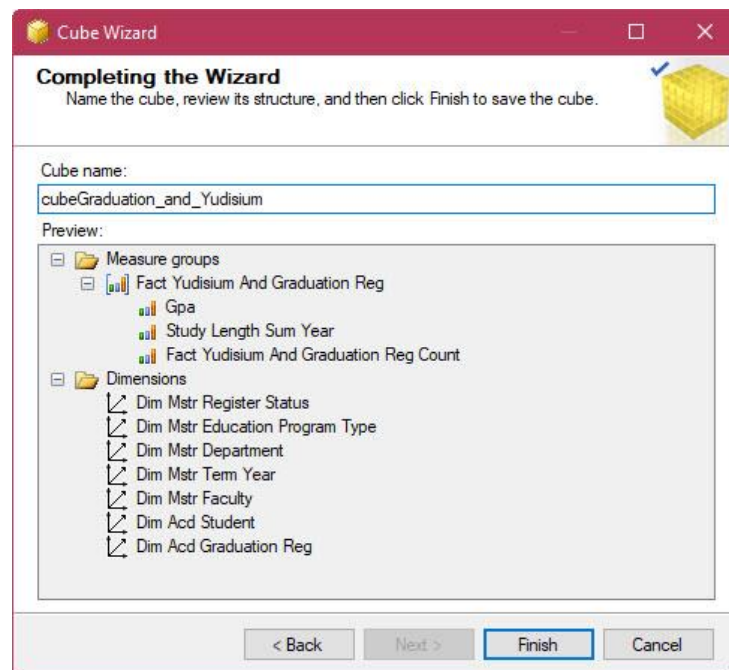 Cube Wizard
Completing the Wizard
Name the cube, review its structure, and then click Finish to save the cube.
Cube name:
cubeGraduation_and_Yudisium
Preview:
Measure groups
Fact Yudisium And Graduation Reg
Gpa
Study Length Sum Year
Fact Yudisium And Graduation Reg Count
Dimensions
Dim Mstr Register Status
Dim Mstr Education Program Type
Dim Mstr Department
Dim Mstr Term Year
Dim Mstr Faculty
Dim Acd Student
Dim Acd Graduation Reg
< Back Next > Finish Cancel